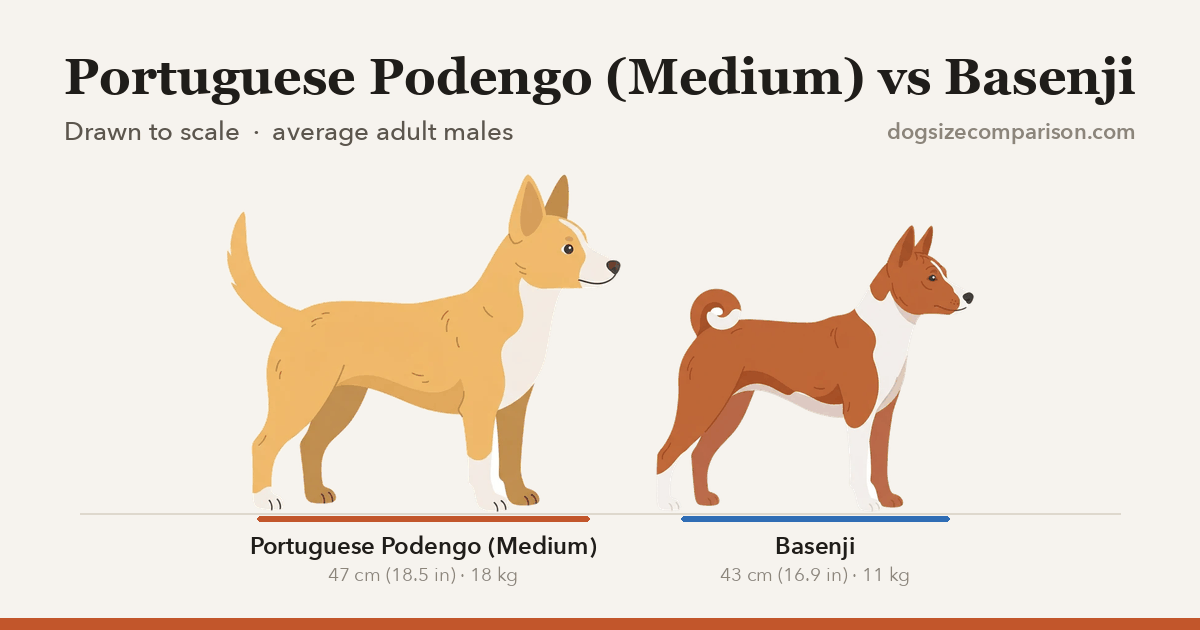 Portuguese Podengo (Medium) vs Basenji
Drawn to scale · average adult males
dogsizecomparison.com
Portuguese Podengo (Medium)
47 cm (18.5 in) · 18 kg
Basenji
43 cm (16.9 in) · 11 kg